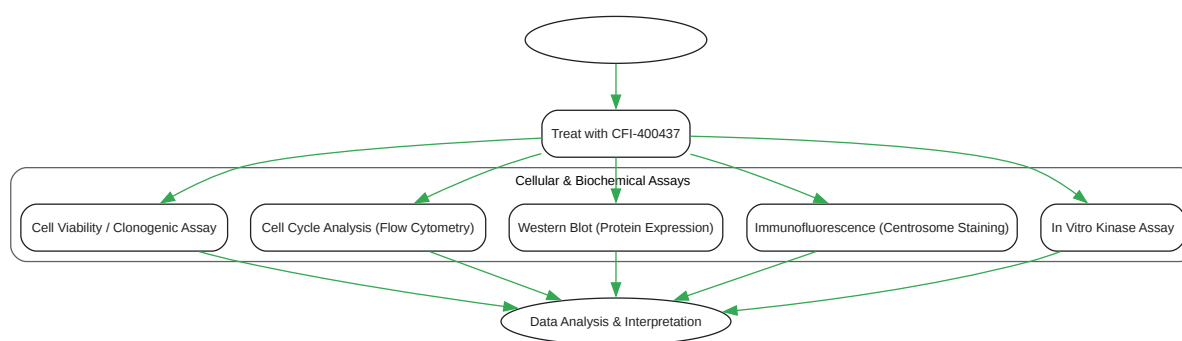 Treat with CFI-400437
Cellular & Biochemical Assays
Cell Viability / Clonogenic Assay
Cell Cycle Analysis (Flow Cytometry)
Western Blot (Protein Expression)
Immunofluorescence (Centrosome Staining)
In Vitro Kinase Assay
Data Analysis & Interpretation